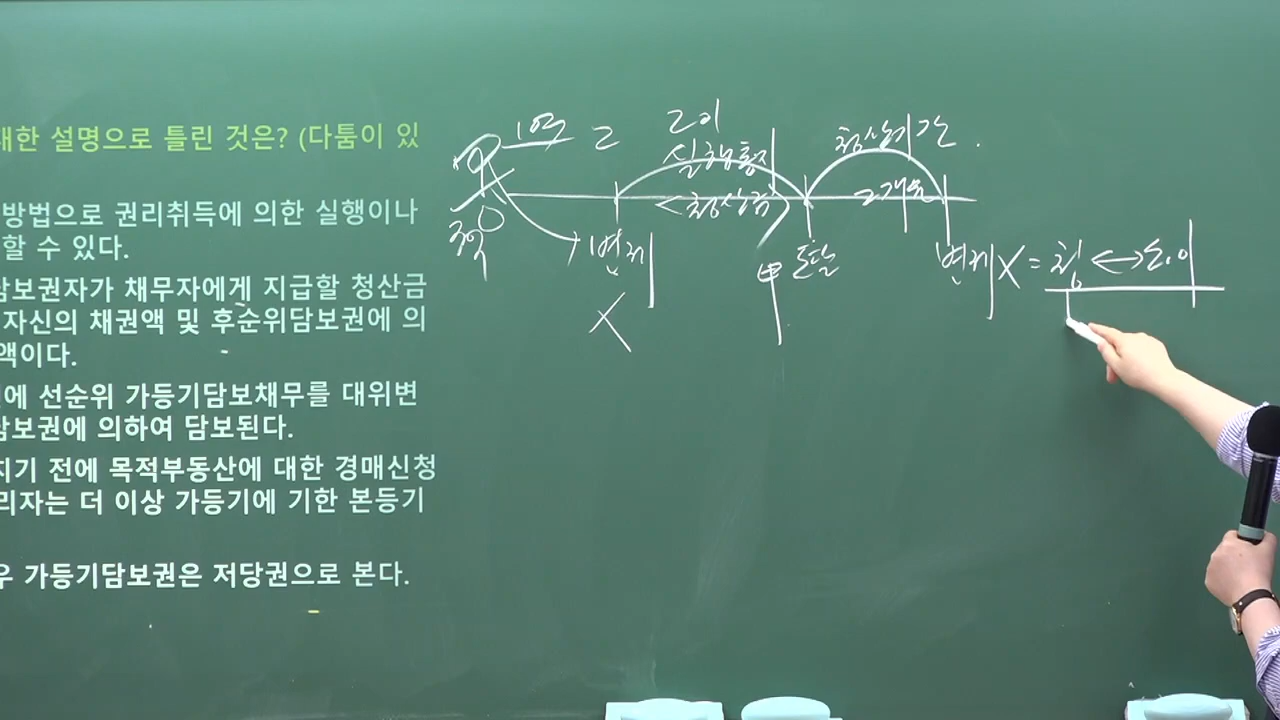 대한 설명으로 틀린 것은? (다툼이 있
방법으로 권리취득에 의한 실행이나
할 수 있다.
담보권자가 채무자에게 지급할 청산금
자신의 채권액 및 후순위담보권에 의
액이다.
전에 선순위 가등기담보채무를 대위변
담보권에 의하여 담보된다.
치기 전에 목적부동산에 대한 경매신청
리자는 더 이상 가등기에 기한 본등기
우 가등기담보권은 저당권으로 본다.
1억 乙
乙이
실행통지
<청산금>
청산기간.
2개월
3억
변제
X
甲
도달
변제X = 청 ↔ 소.이